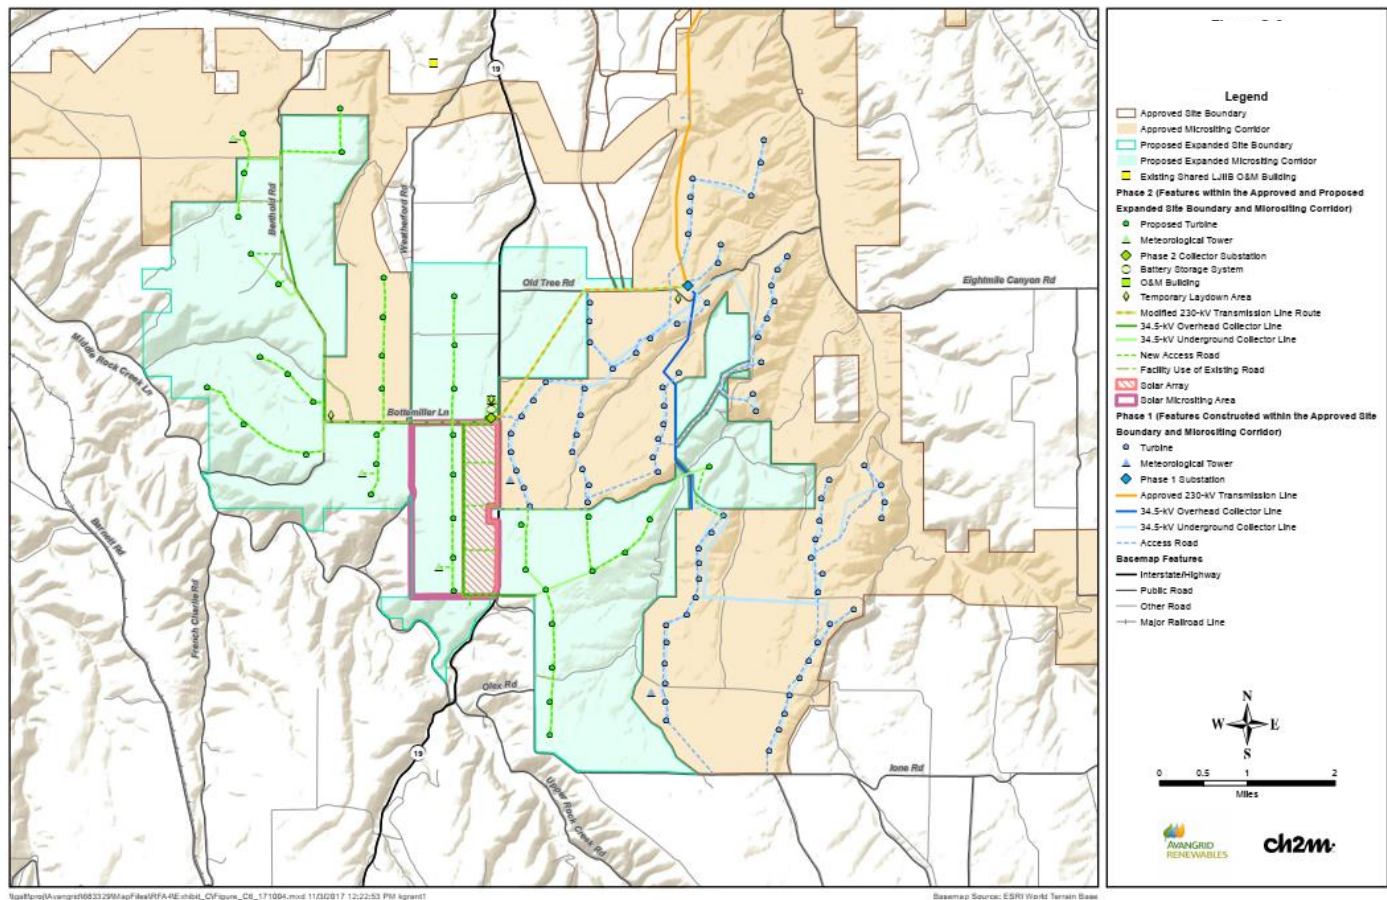 19
Berthold Rd
Weatherford Rd
Old Tree Rd
Eightmile Canyon Rd
Middle Rock Creek Ln
Bottemiller Ln
Birnett Rd
French Charlie Rd
Olex Rd
19
Ione Rd
Upper Rock Creek Rd
Legend
Approved Site Boundary
Approved Micrositing Corridor
Proposed Expanded Site Boundary
Proposed Expanded Micrositing Corridor
Existing Shared LJIIB O&M Building
Phase 2 (Features within the Approved and Proposed
Expanded Site Boundary and Micrositing Corridor)
Proposed Turbine
Meteorological Tower
Phase 2 Collector Substation
Battery Storage System
O&M Building
Temporary Laydown Area
Modified 230-kV Transmission Line Route
34.5-kV Overhead Collector Line
34.5-kV Underground Collector Line
New Access Road
Facility Use of Existing Road
Solar Array
Solar Micrositing Area
Phase 1 (Features Constructed within the Approved Site
Boundary and Micrositing Corridor)
Turbine
Meteorological Tower
Phase 1 Substation
Approved 230-kV Transmission Line
34.5-kV Overhead Collector Line
34.5-kV Underground Collector Line
Access Road
Basemap Features
Interstate/Highway
Public Road
Other Road
Major Railroad Line
N
W E
S
0 0.5 1 2
Miles
AVANGRID
RENEWABLES
ch2m
Basemap Source: ESRI World Terrain Base